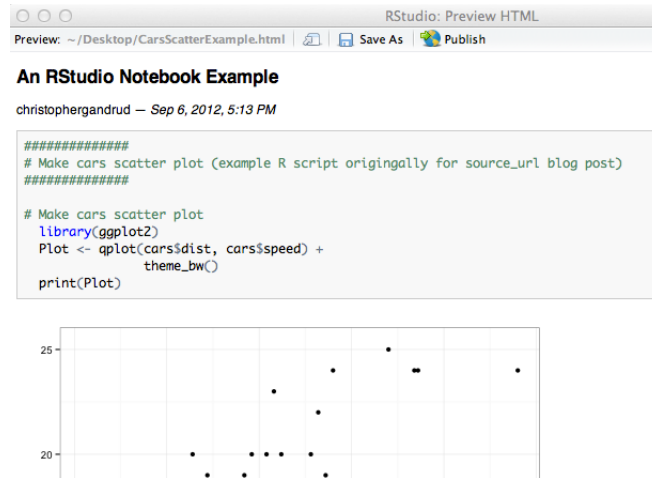 RStudio: Preview HTML
Preview: ~/Desktop/CarsScatterExample.html Save As Publish
An RStudio Notebook Example
christophergandrud — Sep 6, 2012, 5:13 PM
##############
# Make cars scatter plot (example R script origingally for source_url blog post)
##############
# Make cars scatter plot
library(ggplot2)
Plot <- qplot(cars$dist, cars$speed) +
theme_bw()
print(Plot)
25
20